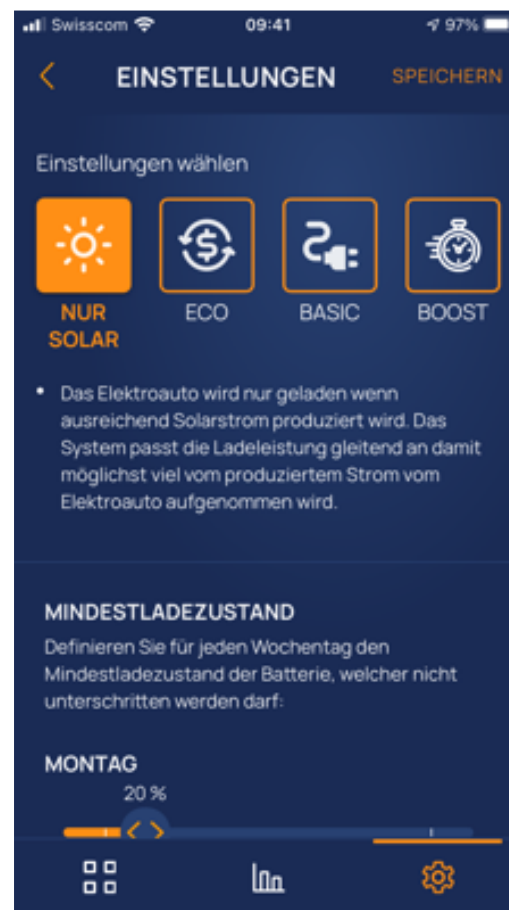 Swisscom 09:41 97%
EINSTELLUNGEN SPEICHERN
Einstellungen wählen
NUR SOLAR
ECO
BASIC
BOOST
• Das Elektroauto wird nur geladen wenn
ausreichend Solarstrom produziert wird. Das
System passt die Ladeleistung gleitend an damit
möglichst viel vom produziertem Strom vom
Elektroauto aufgenommen wird.
MINDESTLADEZUSTAND
Definieren Sie für jeden Wochentag den
Mindestladezustand der Batterie, welcher nicht
unterschritten werden darf:
MONTAG
20 %